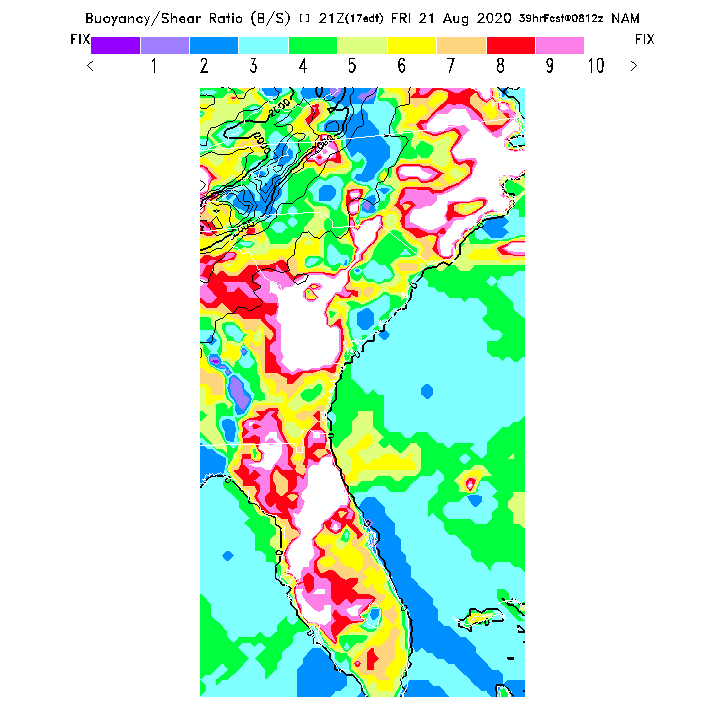 Buoyancy/Shear Ratio (B/S) [] 21Z(17edt) FRI 21 Aug 2020 39hrFcst@0812z NAM
FIX FIX
< 1 2 3 4 5 6 7 8 9 10 >
2000